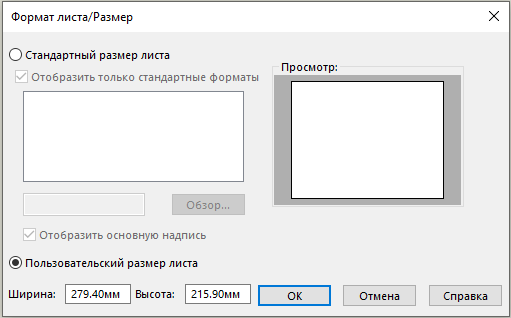 Формат листа/Размер
Стандартный размер листа
Отобразить только стандартные форматы
Просмотр:
Обзор...
Отобразить основную надпись
Пользовательский размер листа
Ширина: 279.40мм Высота: 215.90мм OK Отмена Справка